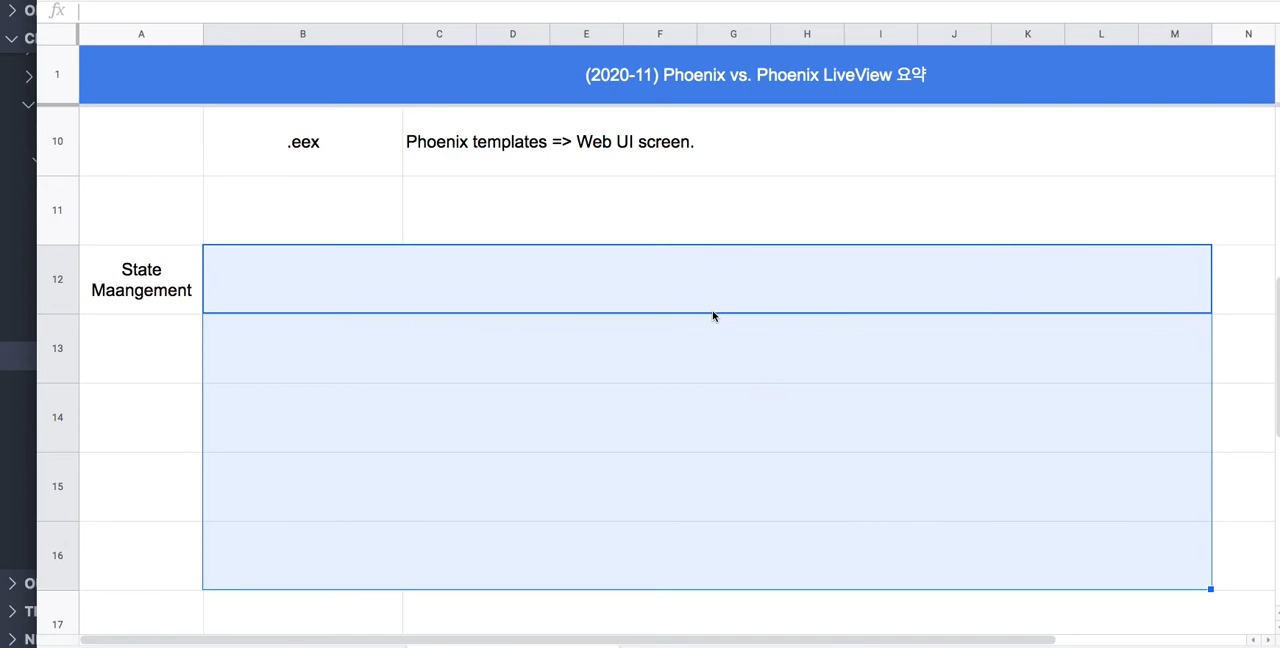 O
fx
C
A B C D E F G H I J K L M N
1 (2020-11) Phoenix vs. Phoenix LiveView 요약
10 .eex Phoenix templates => Web UI screen.
11
12 State
Maangement
13
14
15
16
O
T
17
N